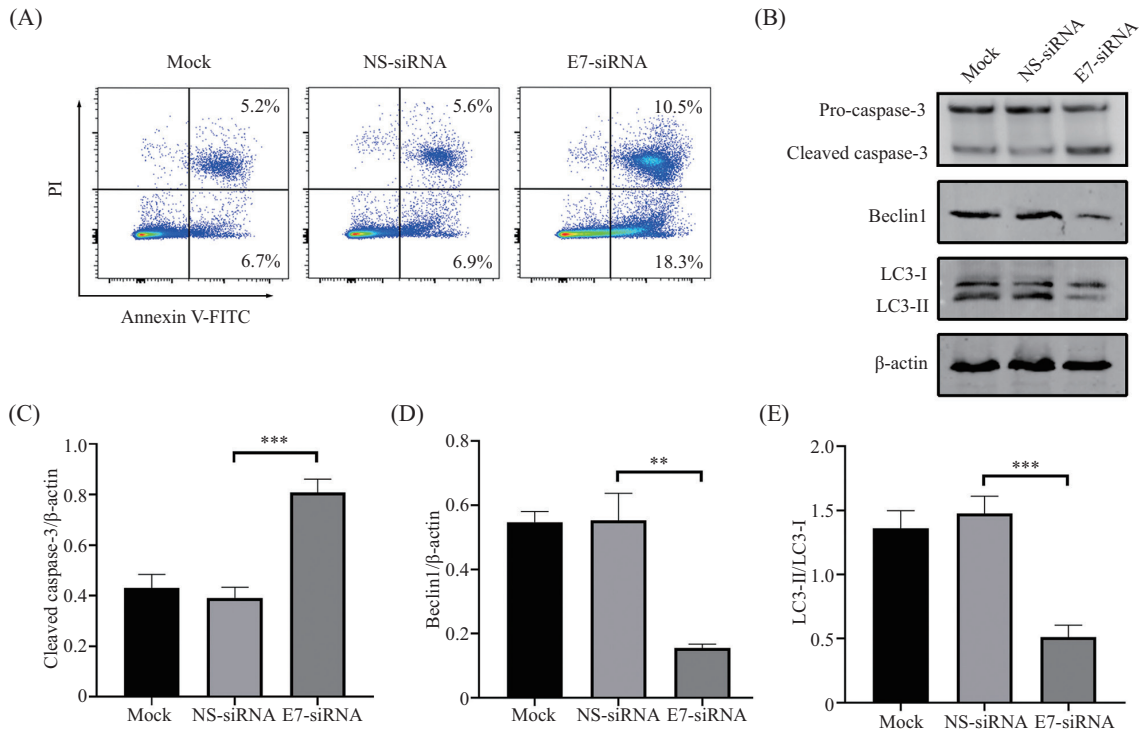 (A)
Mock
NS-siRNA
E7-siRNA
5.2%
5.6%
10.5%
PI
6.7%
6.9%
18.3%
Annexin V-FITC
(B)
Mock
NS-siRNA
E7-siRNA
Pro-caspase-3
Cleaved caspase-3
Beclin1
LC3-I
LC3-II
β-actin
(C)
Cleaved caspase-3/β-actin
1.0
0.8
0.6
0.4
0.2
0
***
Mock
NS-siRNA
E7-siRNA
(D)
Beclin1/β-actin
0.8
0.6
0.4
0.2
0
**
Mock
NS-siRNA
E7-siRNA
(E)
LC3-II/LC3-I
2.0
1.5
1.0
0.5
0
***
Mock
NS-siRNA
E7-siRNA